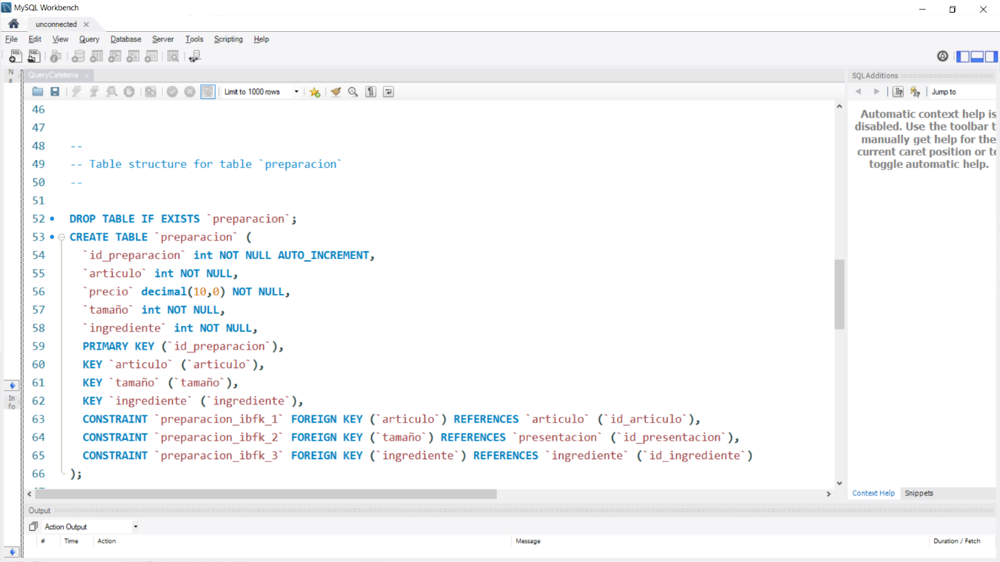 MySQL Workbench
unconnected
File Edit View Query Database Server Tools Scripting Help
N
a
QueryCafeteria
SQLAdditions
Limit to 1000 rows
Jump to
46
47
48 --
49 -- Table structure for table `preparacion`
50 --
51
52 DROP TABLE IF EXISTS `preparacion`;
53 CREATE TABLE `preparacion` (
54 `id_preparacion` int NOT NULL AUTO_INCREMENT,
55 `articulo` int NOT NULL,
56 `precio` decimal(10,0) NOT NULL,
57 `tamaño` int NOT NULL,
58 `ingrediente` int NOT NULL,
59 PRIMARY KEY (`id_preparacion`),
60 KEY `articulo` (`articulo`),
61 KEY `tamaño` (`tamaño`),
62 KEY `ingrediente` (`ingrediente`),
63 CONSTRAINT `preparacion_ibfk_1` FOREIGN KEY (`articulo`) REFERENCES `articulo` (`id_articulo`),
64 CONSTRAINT `preparacion_ibfk_2` FOREIGN KEY (`tamaño`) REFERENCES `presentacion` (`id_presentacion`),
65 CONSTRAINT `preparacion_ibfk_3` FOREIGN KEY (`ingrediente`) REFERENCES `ingrediente` (`id_ingrediente`)
66 );
In
fo
Automatic context help is
disabled. Use the toolbar t
manually get help for the
current caret position or to
toggle automatic help.
Context Help Snippets
Output
Action Output
# Time Action Message Duration / Fetch